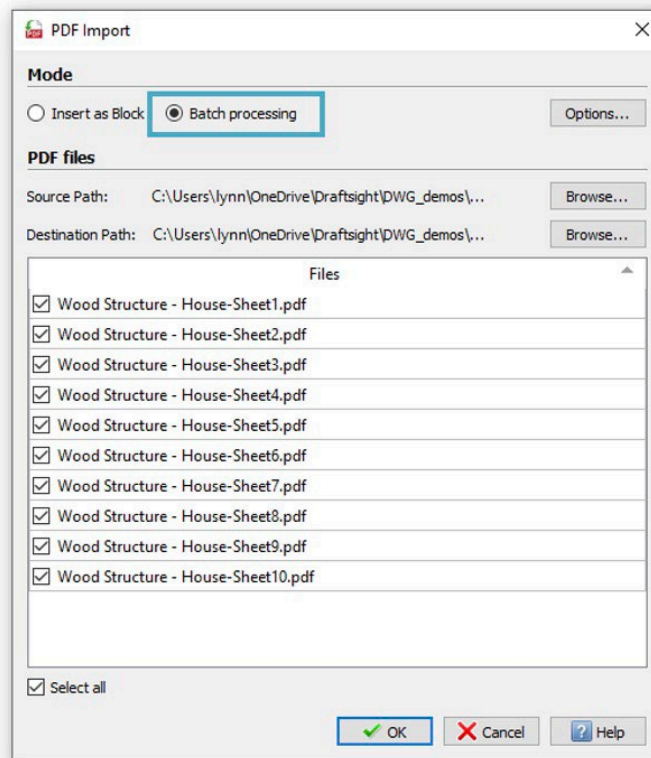 PDF Import
Mode
Insert as Block Batch processing Options...
PDF files
Source Path: C:\Users\lynn\OneDrive\Draftsight\DWG_demos\... Browse...
Destination Path: C:\Users\lynn\OneDrive\Draftsight\DWG_demos\... Browse...
Files
Wood Structure - House-Sheet1.pdf
Wood Structure - House-Sheet2.pdf
Wood Structure - House-Sheet3.pdf
Wood Structure - House-Sheet4.pdf
Wood Structure - House-Sheet5.pdf
Wood Structure - House-Sheet6.pdf
Wood Structure - House-Sheet7.pdf
Wood Structure - House-Sheet8.pdf
Wood Structure - House-Sheet9.pdf
Wood Structure - House-Sheet10.pdf
Select all
OK Cancel Help